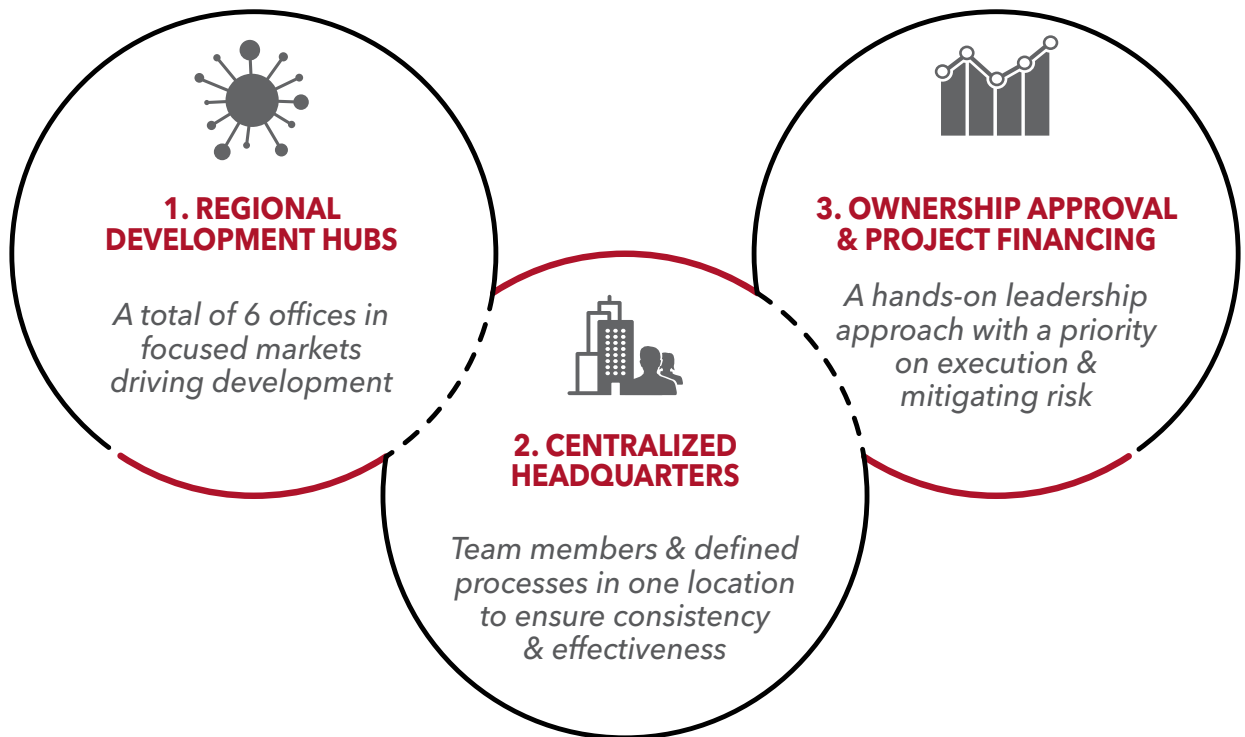 1. REGIONAL
DEVELOPMENT HUBS
A total of 6 offices in
focused markets
driving development
2. CENTRALIZED
HEADQUARTERS
Team members & defined
processes in one location
to ensure consistency
& effectiveness
3. OWNERSHIP APPROVAL
& PROJECT FINANCING
A hands-on leadership
approach with a priority
on execution &
mitigating risk